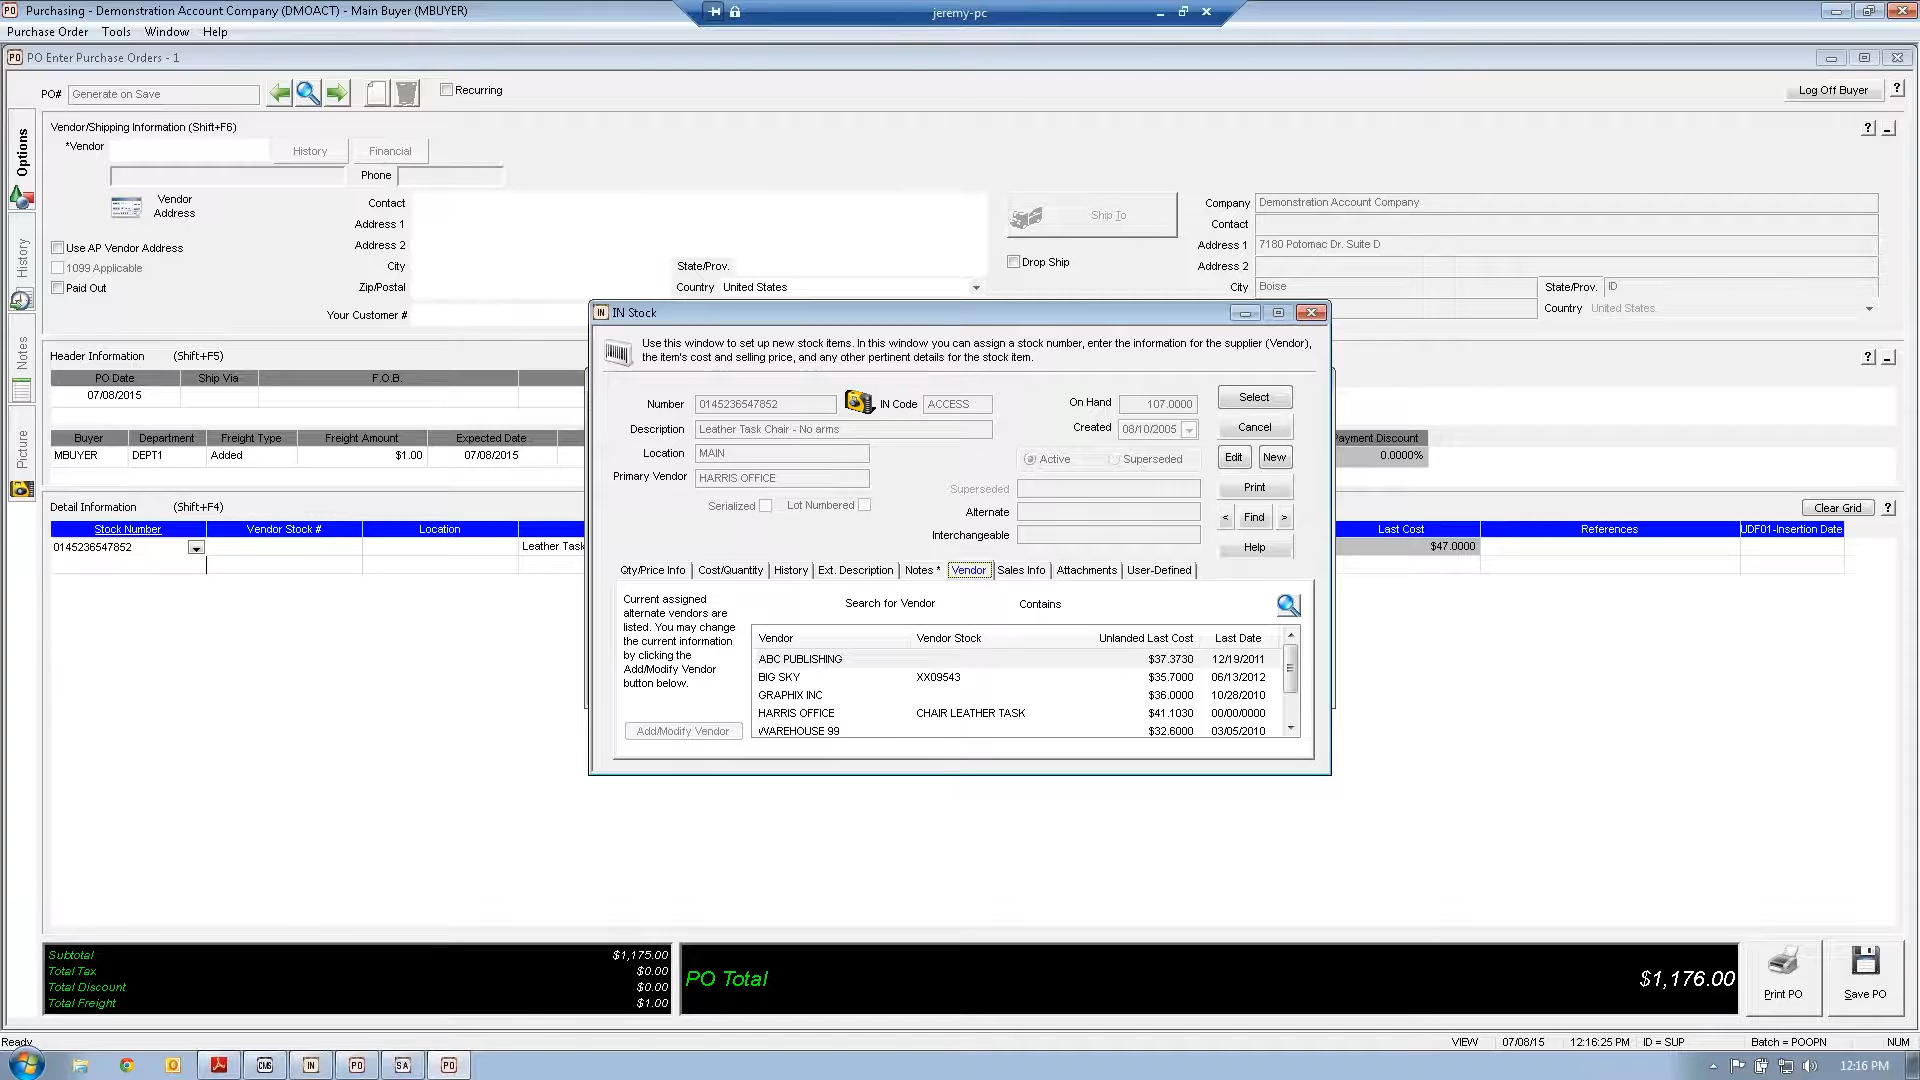 Purchasing - Demonstration Account Company (DMOACT) - Main Buyer (MBUYER)
jeremy-pc
Purchase Order Tools Window Help
PO Enter Purchase Orders - 1
PO# Generate on Save
Recurring
Log Off Buyer ?
Options
History
Notes
Picture
Vendor/Shipping Information (Shift+F6)
*Vendor History Financial
Phone
Vendor Address
Contact
Address 1
Address 2
City
State/Prov.
Zip/Postal
Country United States
Your Customer #
Use AP Vendor Address
1099 Applicable
Paid Out
Ship To
Drop Ship
Company Demonstration Account Company
Contact
Address 1 7180 Potomac Dr. Suite D
Address 2
City Boise State/Prov. ID
Country United States
Header Information (Shift+F5)
PO Date Ship Via F.O.B.
07/08/2015
Buyer Department Freight Type Freight Amount Expected Date Payment Discount
MBUYER DEPT1 Added $1.00 07/08/2015 0.0000%
Detail Information (Shift+F4) Clear Grid ?
Stock Number Vendor Stock # Location Last Cost References UDF01-Insertion Date
0145236547852 Leather Task $47.0000
IN Stock
Use this window to set up new stock items. In this window you can assign a stock number, enter the information for the supplier (Vendor),
the item's cost and selling price, and any other pertinent details for the stock item.
Number 0145236547852 IN Code ACCESS On Hand 107.0000 Select
Description Leather Task Chair - No arms Created 08/10/2005 Cancel
Location MAIN Active Superseded Edit New
Primary Vendor HARRIS OFFICE Superseded Print
Serialized Lot Numbered Alternate < Find >
Interchangeable Help
Qty/Price Info Cost/Quantity History Ext. Description Notes * Vendor Sales Info Attachments User-Defined
Current assigned
alternate vendors are
listed. You may change
the current information
by clicking the
Add/Modify Vendor
button below.
Add/Modify Vendor
Search for Vendor Contains
Vendor Vendor Stock Unlanded Last Cost Last Date
ABC PUBLISHING $37.3730 12/19/2011
BIG SKY XX09543 $35.7000 06/13/2012
GRAPHIX INC $36.0000 10/28/2010
HARRIS OFFICE CHAIR LEATHER TASK $41.1030 00/00/0000
WAREHOUSE 99 $32.6000 03/05/2010
Subtotal $1,175.00
Total Tax $0.00
Total Discount $0.00
Total Freight $1.00
PO Total $1,176.00
Print PO
Save PO
Ready VIEW 07/08/15 12:16:25 PM ID = SUP Batch = POOPN NUM
CMS IN PO SA PO
12:16 PM